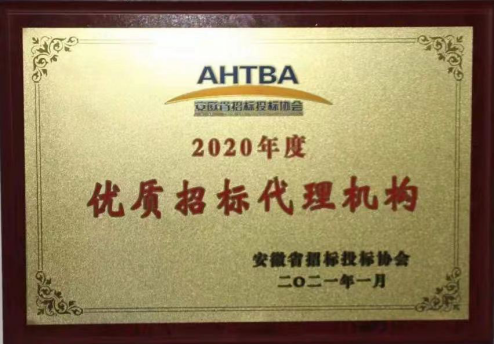 AHTBA
安徽省招标投标协会
2020年度
优质招标代理机构
安徽省招标投标协会
二〇二一年一月